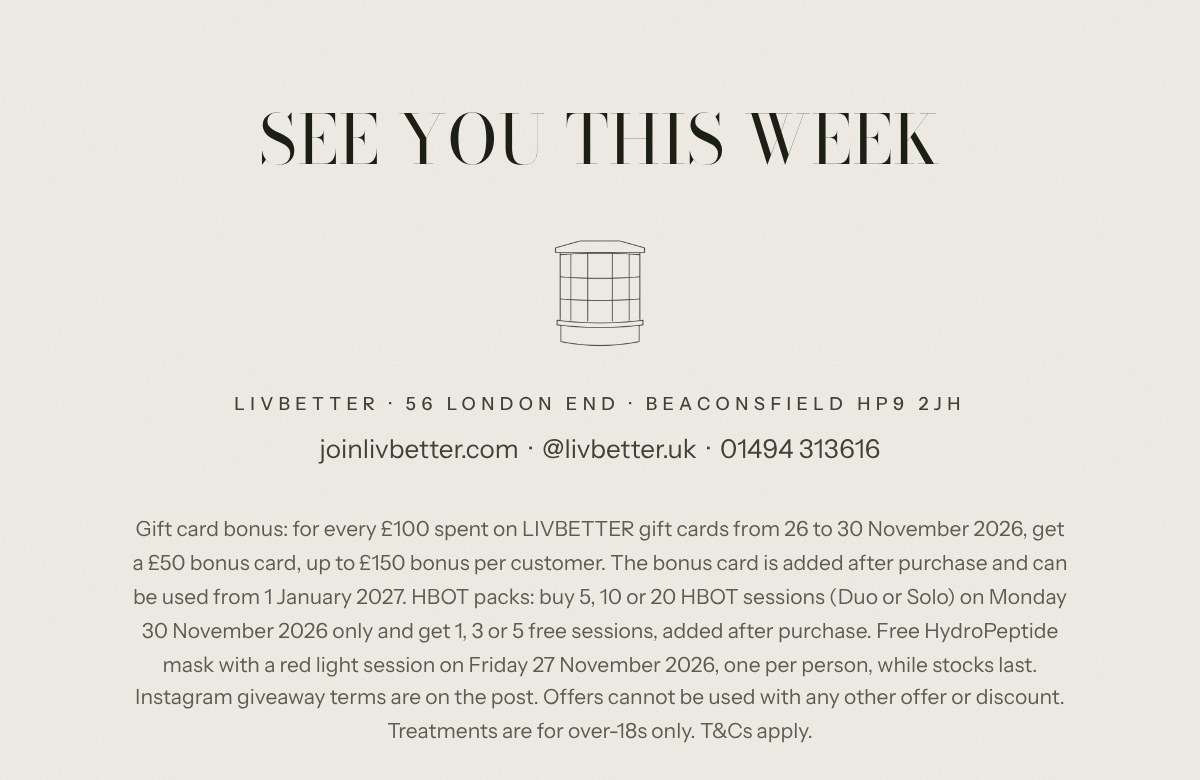 SEE YOU THIS WEEK
LIVBETTER · 56 LONDON END · BEACONSFIELD HP9 2JH
joinlivbetter.com · @livbetter.uk · 01494 313616
Gift card bonus: for every £100 spent on LIVBETTER gift cards from 26 to 30 November 2026, get
a £50 bonus card, up to £150 bonus per customer. The bonus card is added after purchase and can
be used from 1 January 2027. HBOT packs: buy 5, 10 or 20 HBOT sessions (Duo or Solo) on Monday
30 November 2026 only and get 1, 3 or 5 free sessions, added after purchase. Free HydroPeptide
mask with a red light session on Friday 27 November 2026, one per person, while stocks last.
Instagram giveaway terms are on the post. Offers cannot be used with any other offer or discount.
Treatments are for over-18s only. T&Cs apply.